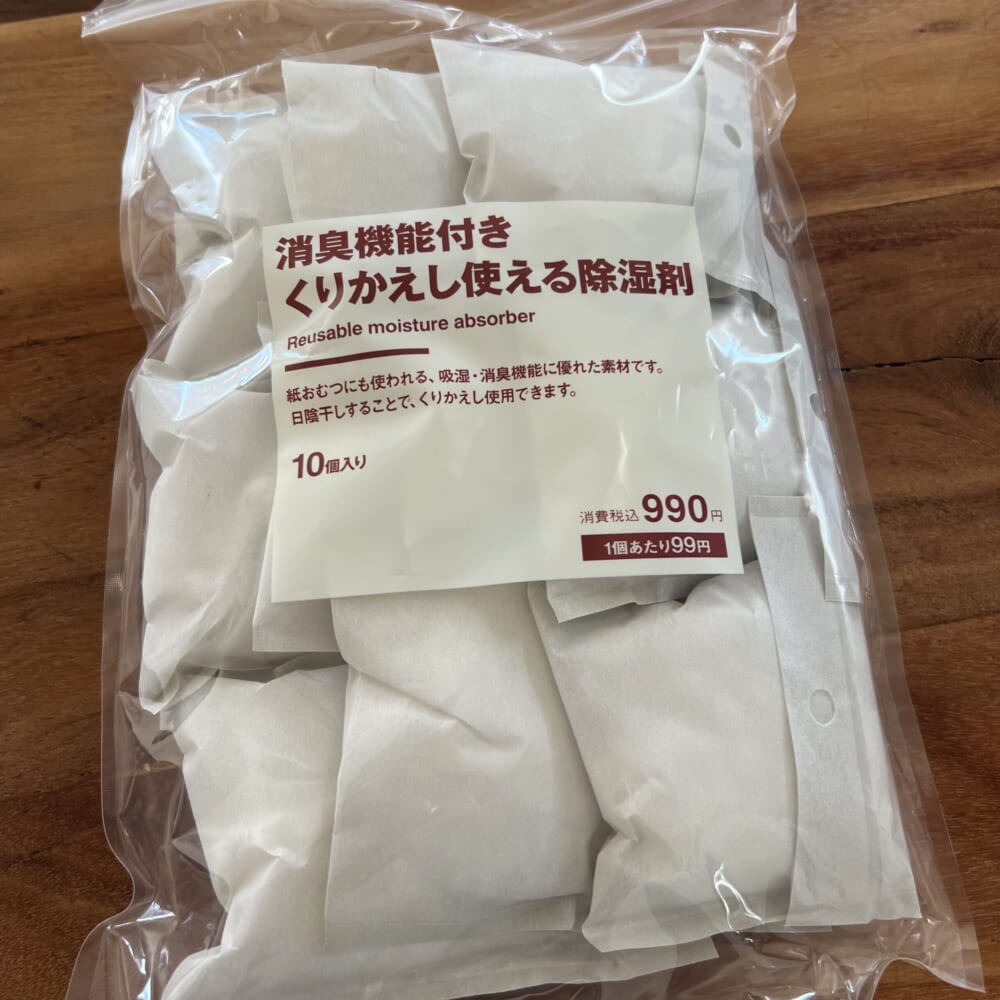 消臭機能付き
くりかえし使える除湿剤
Reusable moisture absorber
紙おむつにも使われる、吸湿・消臭機能に優れた素材です。
日陰干しすることで、くりかえし使用できます。
10個入り
消費税込990円
1個あたり99円